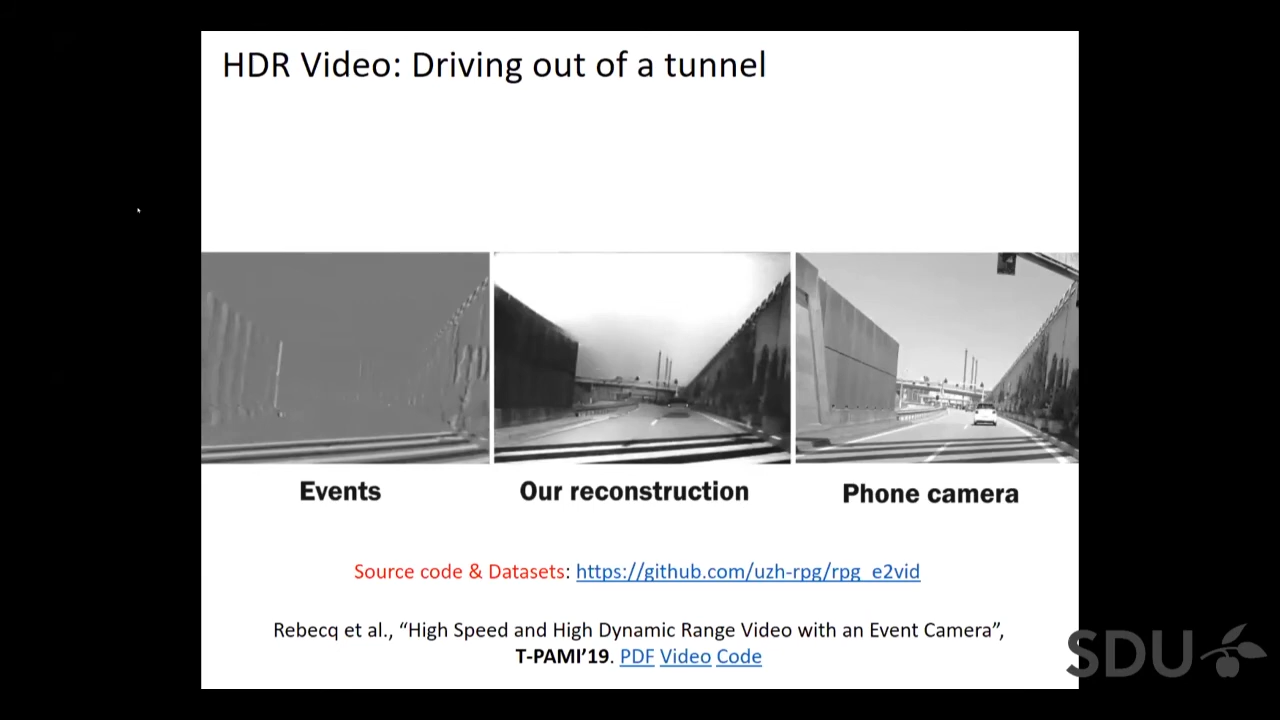 HDR Video: Driving out of a tunnel
Events
Our reconstruction
Phone camera
Source code & Datasets: https://github.com/uzh-rpg/rpg_e2vid
Rebecq et al., “High Speed and High Dynamic Range Video with an Event Camera”,
T-PAMI’19. PDF Video Code
SDU